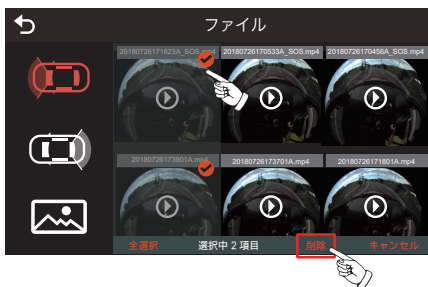 ファイル
20180726171823A_SOS.mp4
20180726170533A_SOS.mp4
20180726170456A_SOS.mp4
20180726173901A.mp4
20180726173701A.mp4
20180726171801A.mp4
全選択 選択中 2 項目 削除 キャンセル